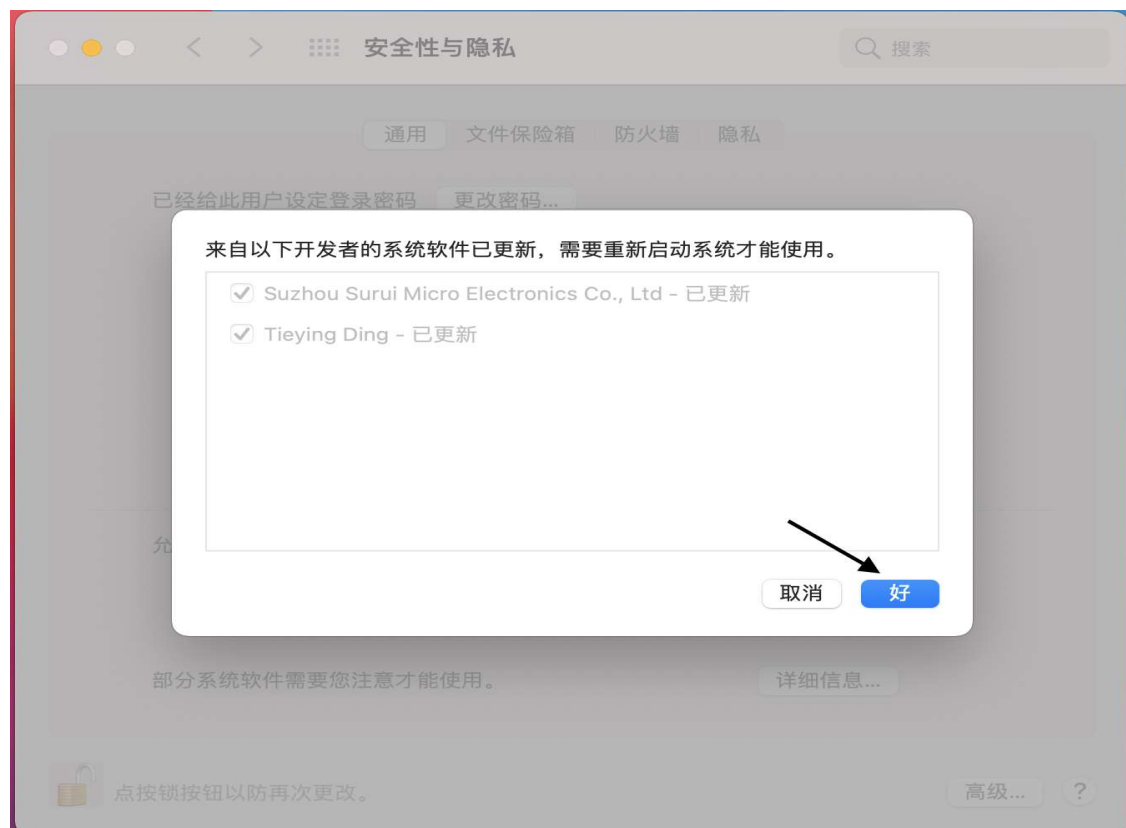 安全性与隐私
搜索
通用 文件保险箱 防火墙 隐私
已经给此用户设定登录密码 更改密码...
来自以下开发者的系统软件已更新，需要重新启动系统才能使用。
Suzhou Surui Micro Electronics Co., Ltd - 已更新
Tieying Ding - 已更新
允
取消 好
部分系统软件需要您注意才能使用。 详细信息...
点按锁按钮以防再次更改。 高级... ?